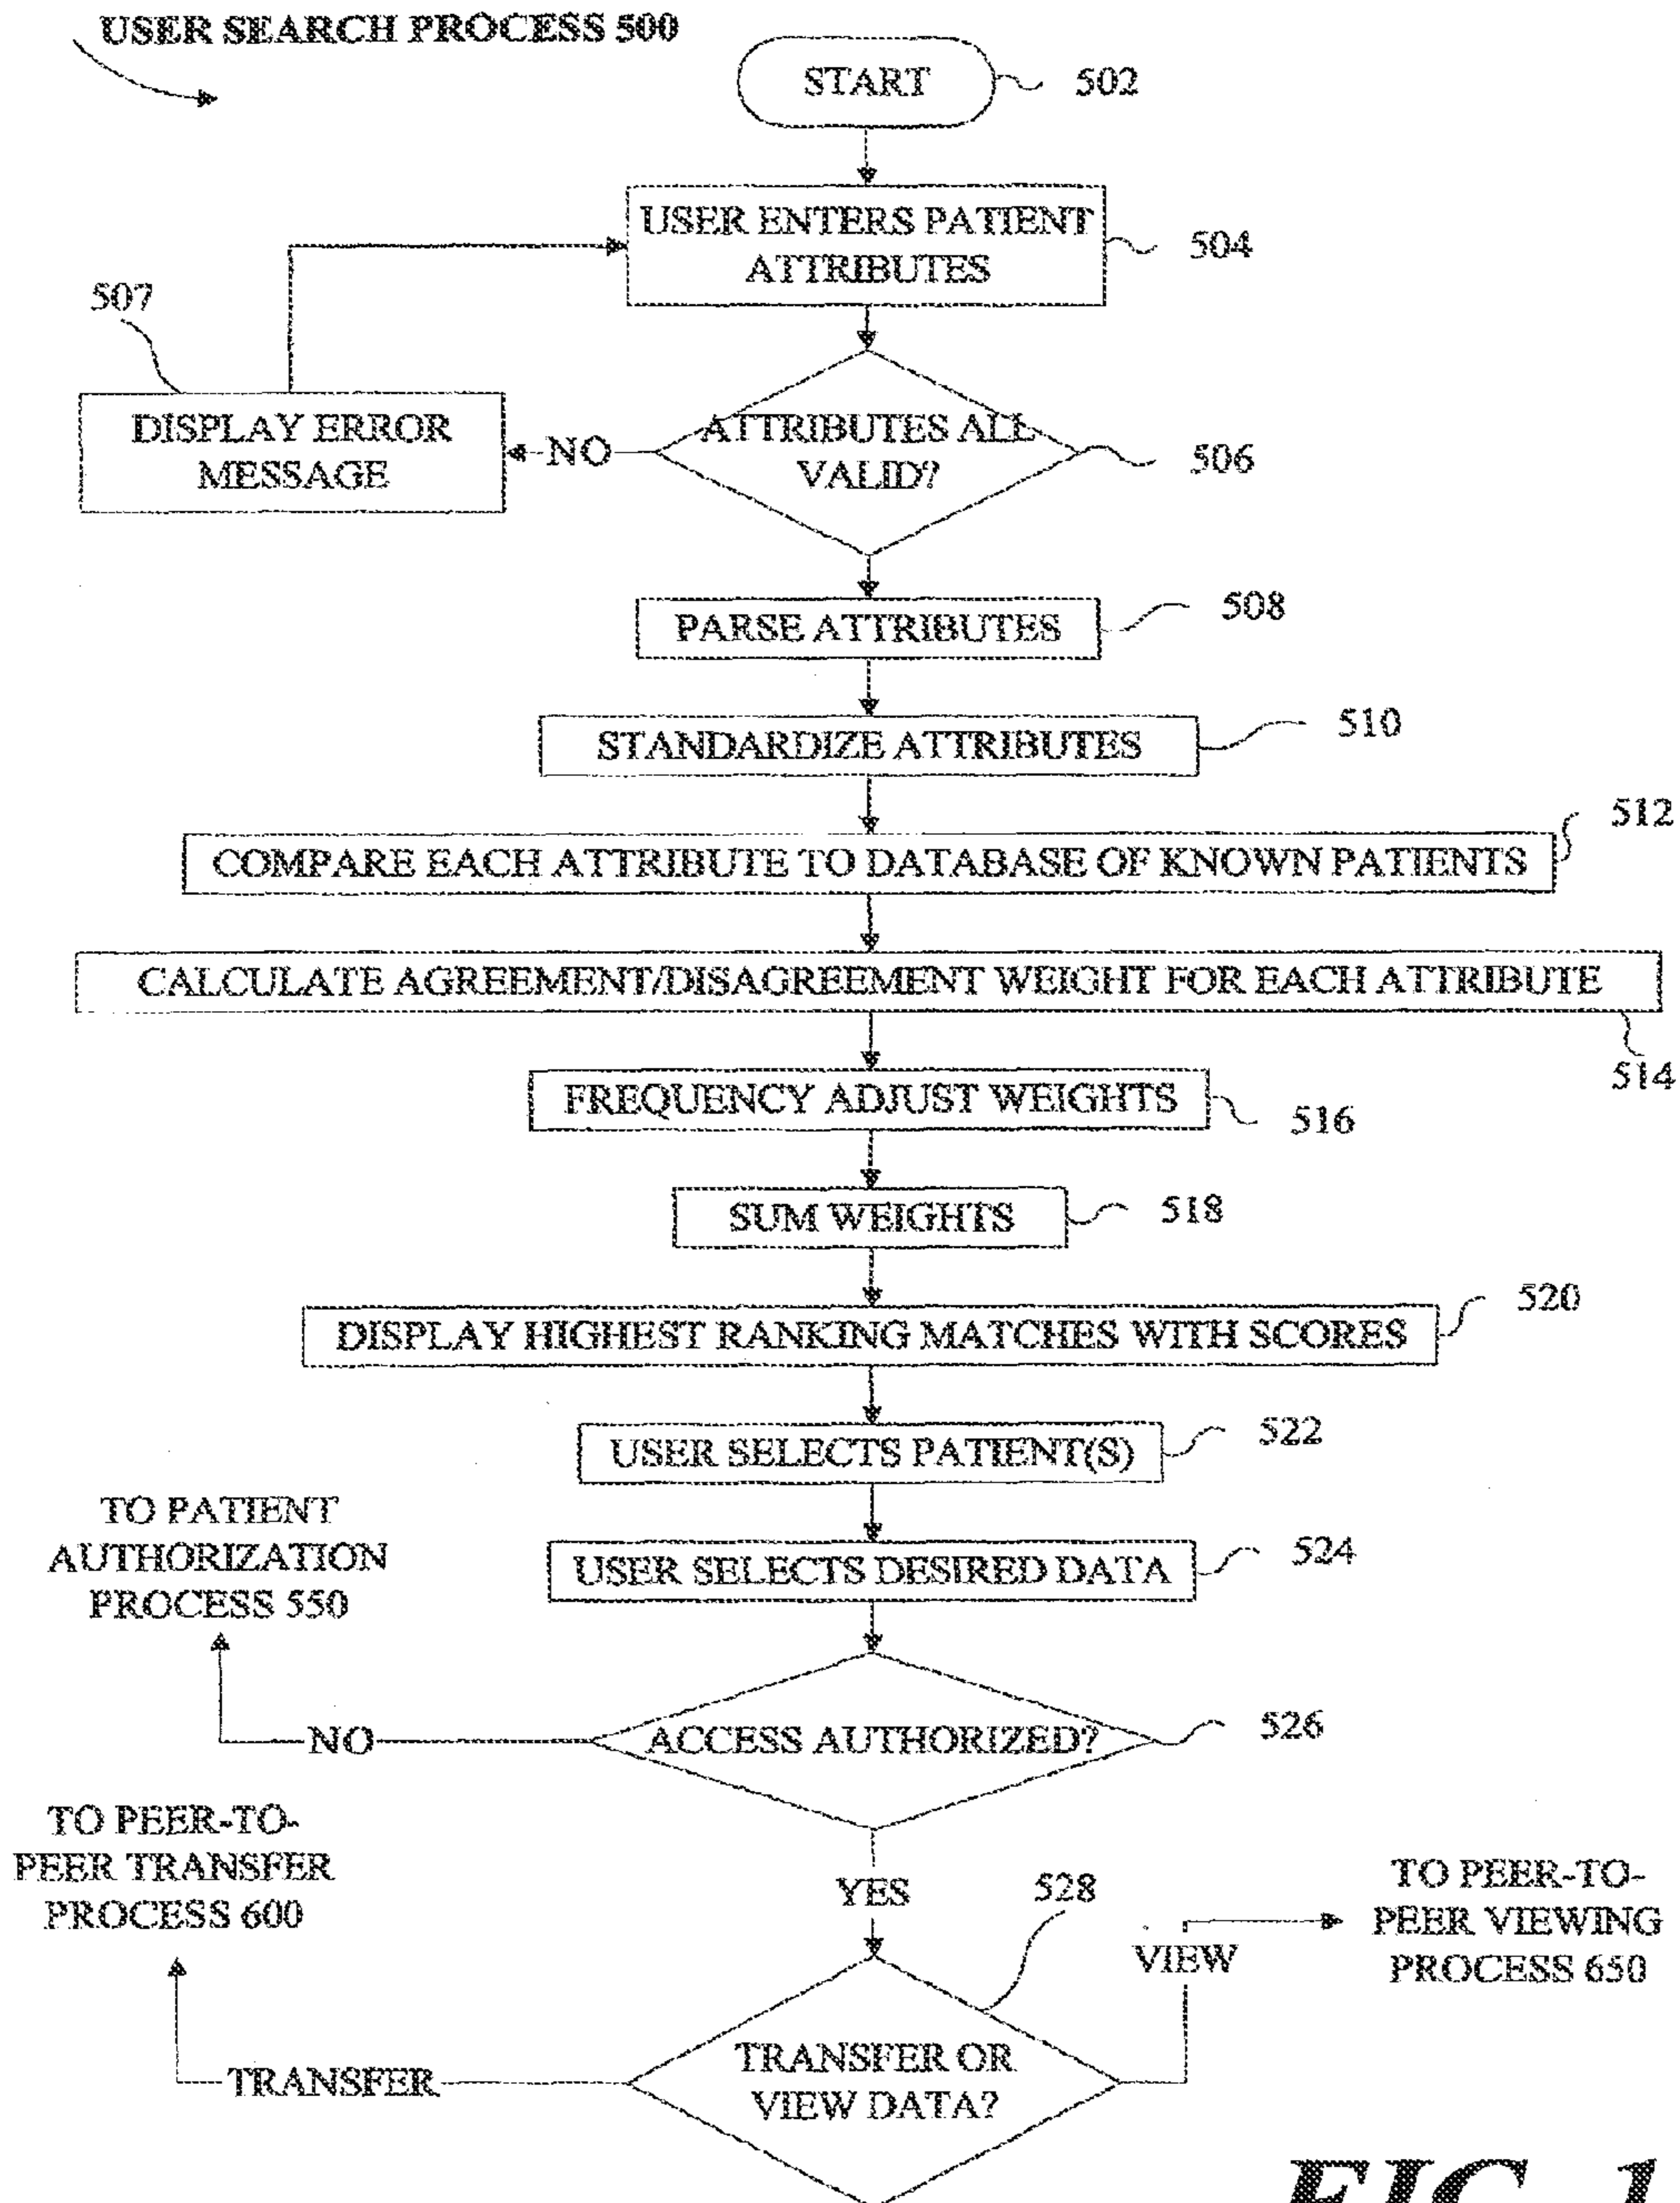 USER SEARCH PROCESS 500
START
502
USER ENTERS PATIENT
ATTRIBUTES
504
507
DISPLAY ERROR
MESSAGE
NO
ATTRIBUTES ALL
VALID?
506
PARSE ATTRIBUTES
508
STANDARDIZE ATTRIBUTES
510
COMPARE EACH ATTRIBUTE TO DATABASE OF KNOWN PATIENTS
512
CALCULATE AGREEMENT/DISAGREEMENT WEIGHT FOR EACH ATTRIBUTE
514
FREQUENCY ADJUST WEIGHTS
516
SUM WEIGHTS
518
DISPLAY HIGHEST RANKING MATCHES WITH SCORES
520
USER SELECTS PATIENT(S)
522
USER SELECTS DESIRED DATA
524
TO PATIENT
AUTHORIZATION
PROCESS 550
NO
ACCESS AUTHORIZED?
526
TO PEER-TO-
PEER TRANSFER
PROCESS 600
YES
528
VIEW
TO PEER-TO-
PEER VIEWING
PROCESS 650
TRANSFER
TRANSFER OR
VIEW DATA?
FIG. 1